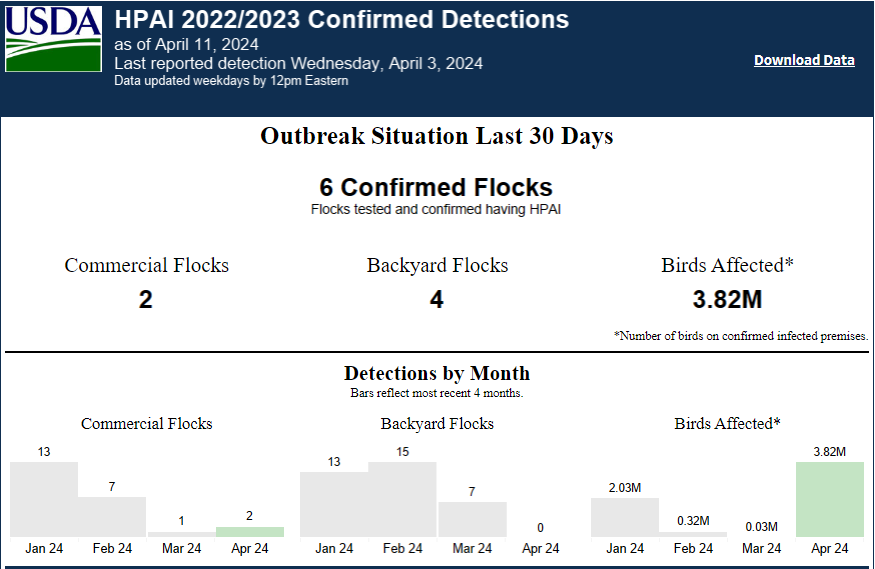 USDA
HPAI 2022/2023 Confirmed Detections
as of April 11, 2024
Last reported detection Wednesday, April 3, 2024
Data updated weekdays by 12pm Eastern
Download Data
Outbreak Situation Last 30 Days
6 Confirmed Flocks
Flocks tested and confirmed having HPAI
Commercial Flocks
2
Backyard Flocks
4
Birds Affected*
3.82M
*Number of birds on confirmed infected premises.
Detections by Month
Bars reflect most recent 4 months.
Commercial Flocks
13
7
1
2
Jan 24 Feb 24 Mar 24 Apr 24
Backyard Flocks
13
15
7
0
Jan 24 Feb 24 Mar 24 Apr 24
Birds Affected*
2.03M
0.32M
0.03M
3.82M
Jan 24 Feb 24 Mar 24 Apr 24